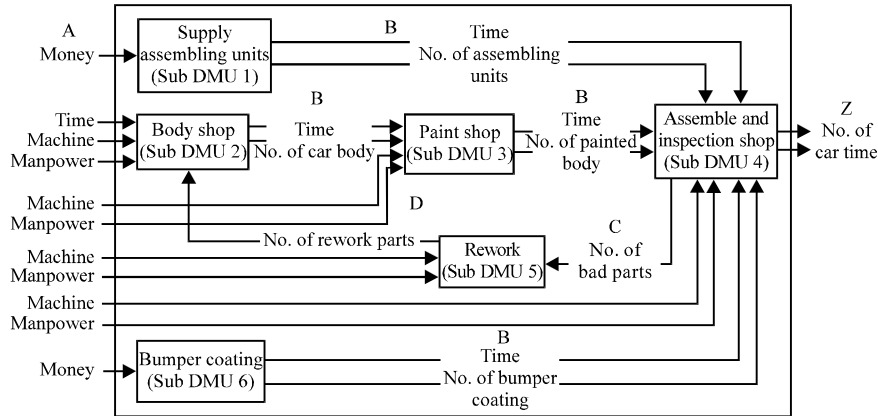 A
Money
Supply
assembling units
(Sub DMU 1)
B
Time
No. of assembling
units
Time
Machine
Manpower
Body shop
(Sub DMU 2)
B
Time
No. of car body
Paint shop
(Sub DMU 3)
B
Time
No. of painted
body
Assemble and
inspection shop
(Sub DMU 4)
Z
No. of
car time
Machine
Manpower
D
No. of rework parts
Machine
Manpower
Rework
(Sub DMU 5)
C
No. of
bad parts
Machine
Manpower
Money
Bumper coating
(Sub DMU 6)
B
Time
No. of bumper
coating